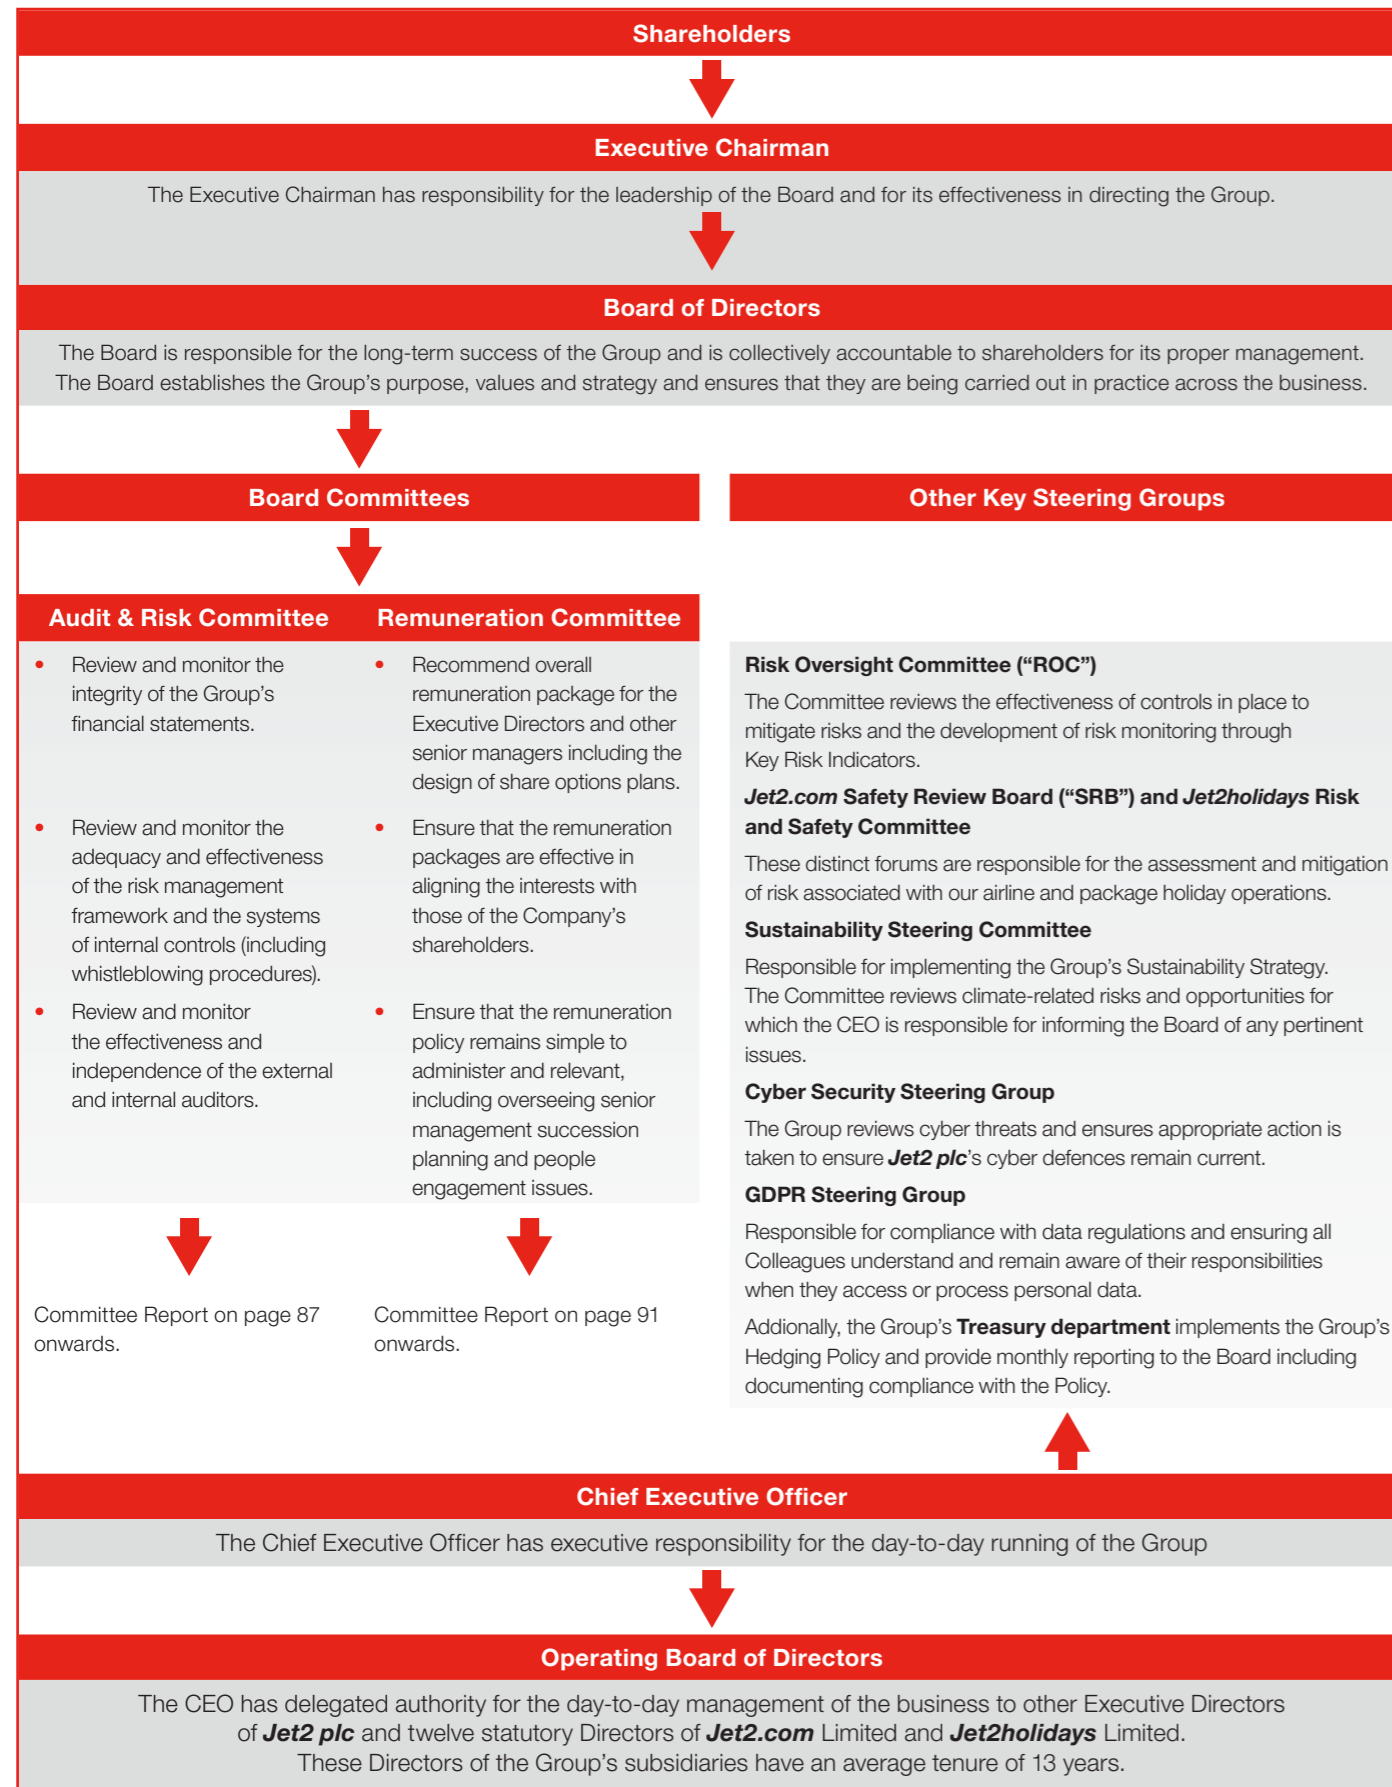 Shareholders
Executive Chairman
The Executive Chairman has responsibility for the leadership of the Board and for its effectiveness in directing the Group.
Board of Directors
The Board is responsible for the long-term success of the Group and is collectively accountable to shareholders for its proper management.
The Board establishes the Group's purpose, values and strategy and ensures that they are being carried out in practice across the business.
Board Committees
Audit & Risk Committee
• Review and monitor the
integrity of the Group's
financial statements.
• Review and monitor the
adequacy and effectiveness
of the risk management
framework and the systems
of internal controls (including
whistleblowing procedures).
• Review and monitor
the effectiveness and
independence of the external
and internal auditors.
Committee Report on page 87
onwards.
Remuneration Committee
• Recommend overall
remuneration package for the
Executive Directors and other
senior managers including the
design of share options plans.
• Ensure that the remuneration
packages are effective in
aligning the interests with
those of the Company's
shareholders.
• Ensure that the remuneration
policy remains simple to
administer and relevant,
including overseeing senior
management succession
planning and people
engagement issues.
Committee Report on page 91
onwards.
Other Key Steering Groups
Risk Oversight Committee (“ROC”)
The Committee reviews the effectiveness of controls in place to
mitigate risks and the development of risk monitoring through
Key Risk Indicators.
Jet2.com Safety Review Board (“SRB”) and Jet2holidays Risk
and Safety Committee
These distinct forums are responsible for the assessment and mitigation
of risk associated with our airline and package holiday operations.
Sustainability Steering Committee
Responsible for implementing the Group's Sustainability Strategy.
The Committee reviews climate-related risks and opportunities for
which the CEO is responsible for informing the Board of any pertinent
issues.
Cyber Security Steering Group
The Group reviews cyber threats and ensures appropriate action is
taken to ensure Jet2 plc's cyber defences remain current.
GDPR Steering Group
Responsible for compliance with data regulations and ensuring all
Colleagues understand and remain aware of their responsibilities
when they access or process personal data.
Addionally, the Group's Treasury department implements the Group's
Hedging Policy and provide monthly reporting to the Board including
documenting compliance with the Policy.
Chief Executive Officer
The Chief Executive Officer has executive responsibility for the day-to-day running of the Group
Operating Board of Directors
The CEO has delegated authority for the day-to-day management of the business to other Executive Directors
of Jet2 plc and twelve statutory Directors of Jet2.com Limited and Jet2holidays Limited.
These Directors of the Group's subsidiaries have an average tenure of 13 years.